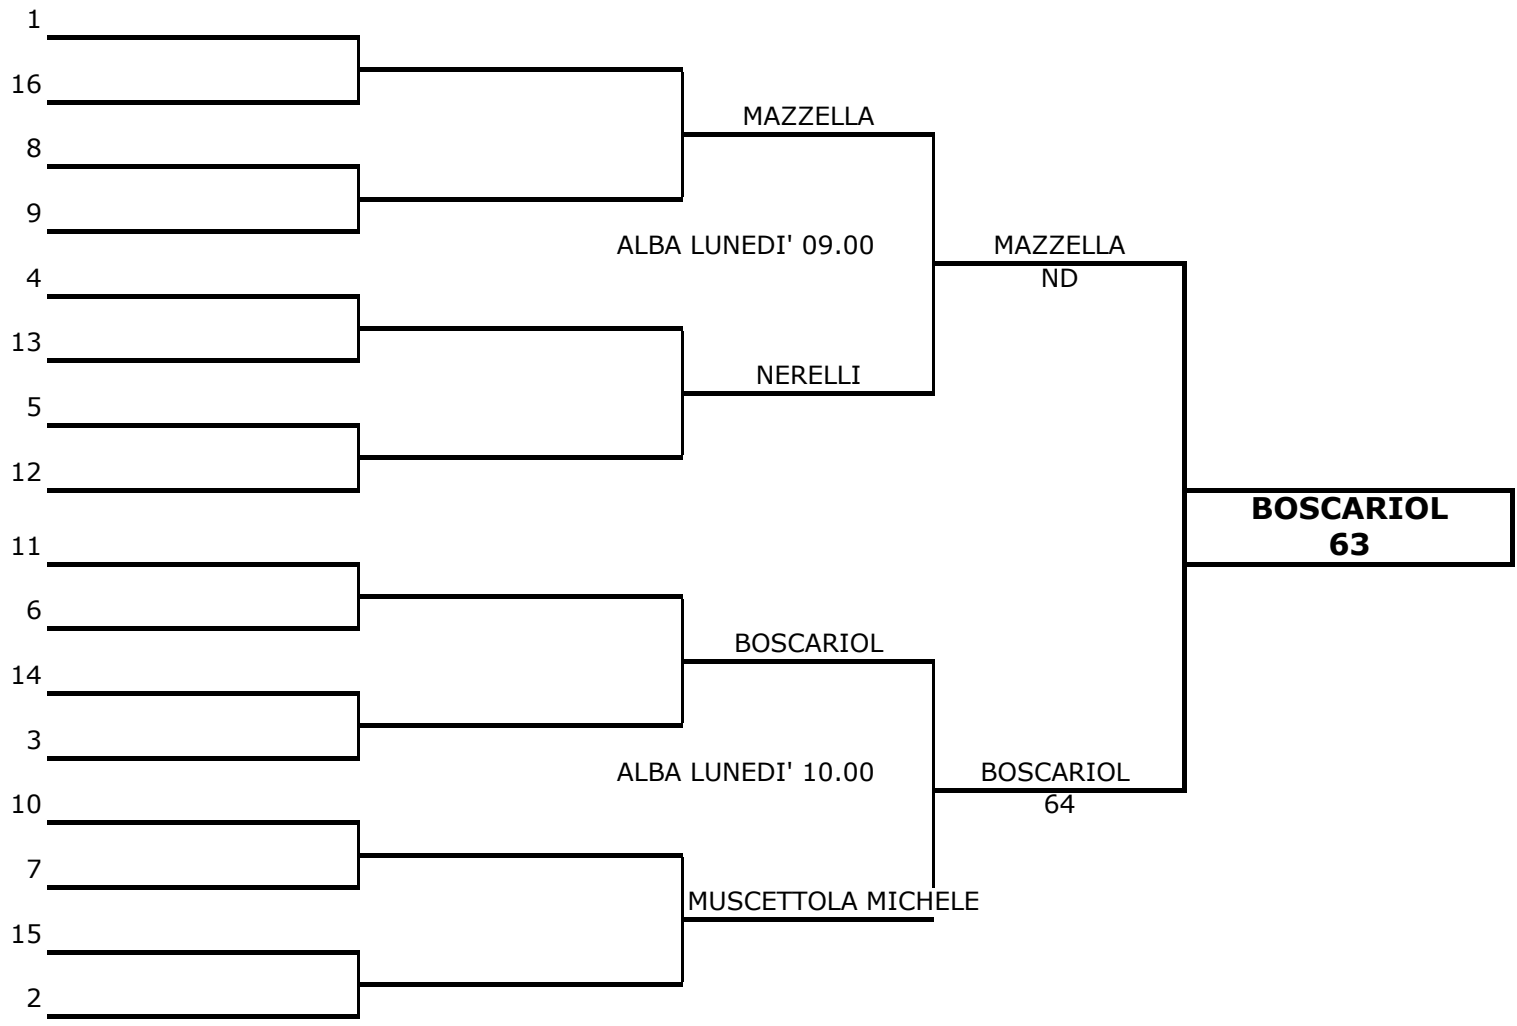 1
16
MAZZELLA
8
9
ALBA LUNEDI' 09.00
MAZZELLA
ND
4
13
NERELLI
5
12
BOSCARIOL
63
11
6
BOSCARIOL
14
3
ALBA LUNEDI' 10.00
BOSCARIOL
64
10
7
MUSCETTOLA MICHELE
15
2